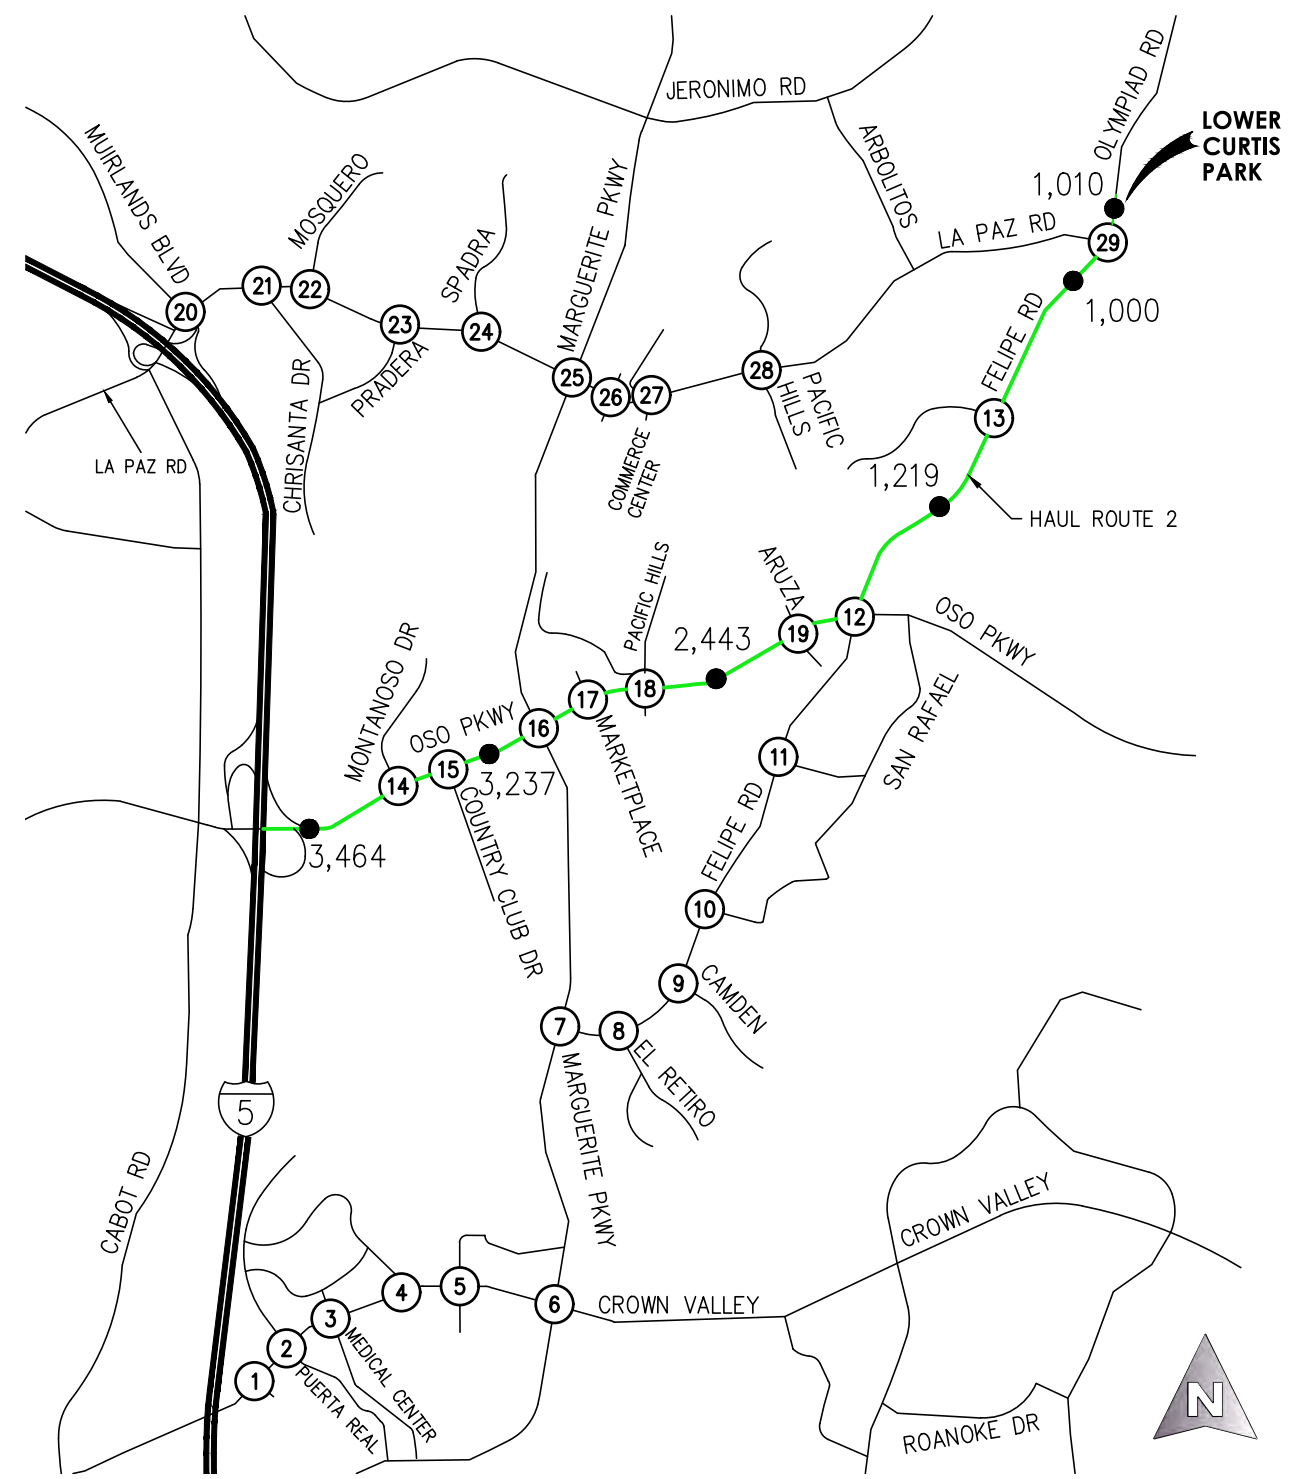 JERONIMO RD
OLYMPIAD RD
LOWER
CURTIS
PARK
MUIRLANDS BLVD
MOSQUERO
MARGUERITE PKWY
ARBOLITOS
1,010
SPADRA
LA PAZ RD
29
20
21
22
23
24
1,000
FELIPE RD
CHRISANTA DR
PRADERA
25
26
27
28
PACIFIC
HILLS
13
LA PAZ RD
COMMERCE
CENTER
1,219
HAUL ROUTE 2
PACIFIC HILLS
ARUZA
12
OSO PKWY
19
2,443
MONTANOSO DR
18
17
SAN RAFAEL
OSO PKWY
16
MARKETPLACE
11
15
14
3,237
3,464
COUNTRY CLUB DR
FELIPE RD
10
9
CAMDEN
7
8
EL RETIRO
MARGUERITE PKWY
5
CABOT RD
CROWN VALLEY
4
5
6
CROWN VALLEY
3
2
1
MEDICAL CENTER
PUERTA REAL
ROANOKE DR
N